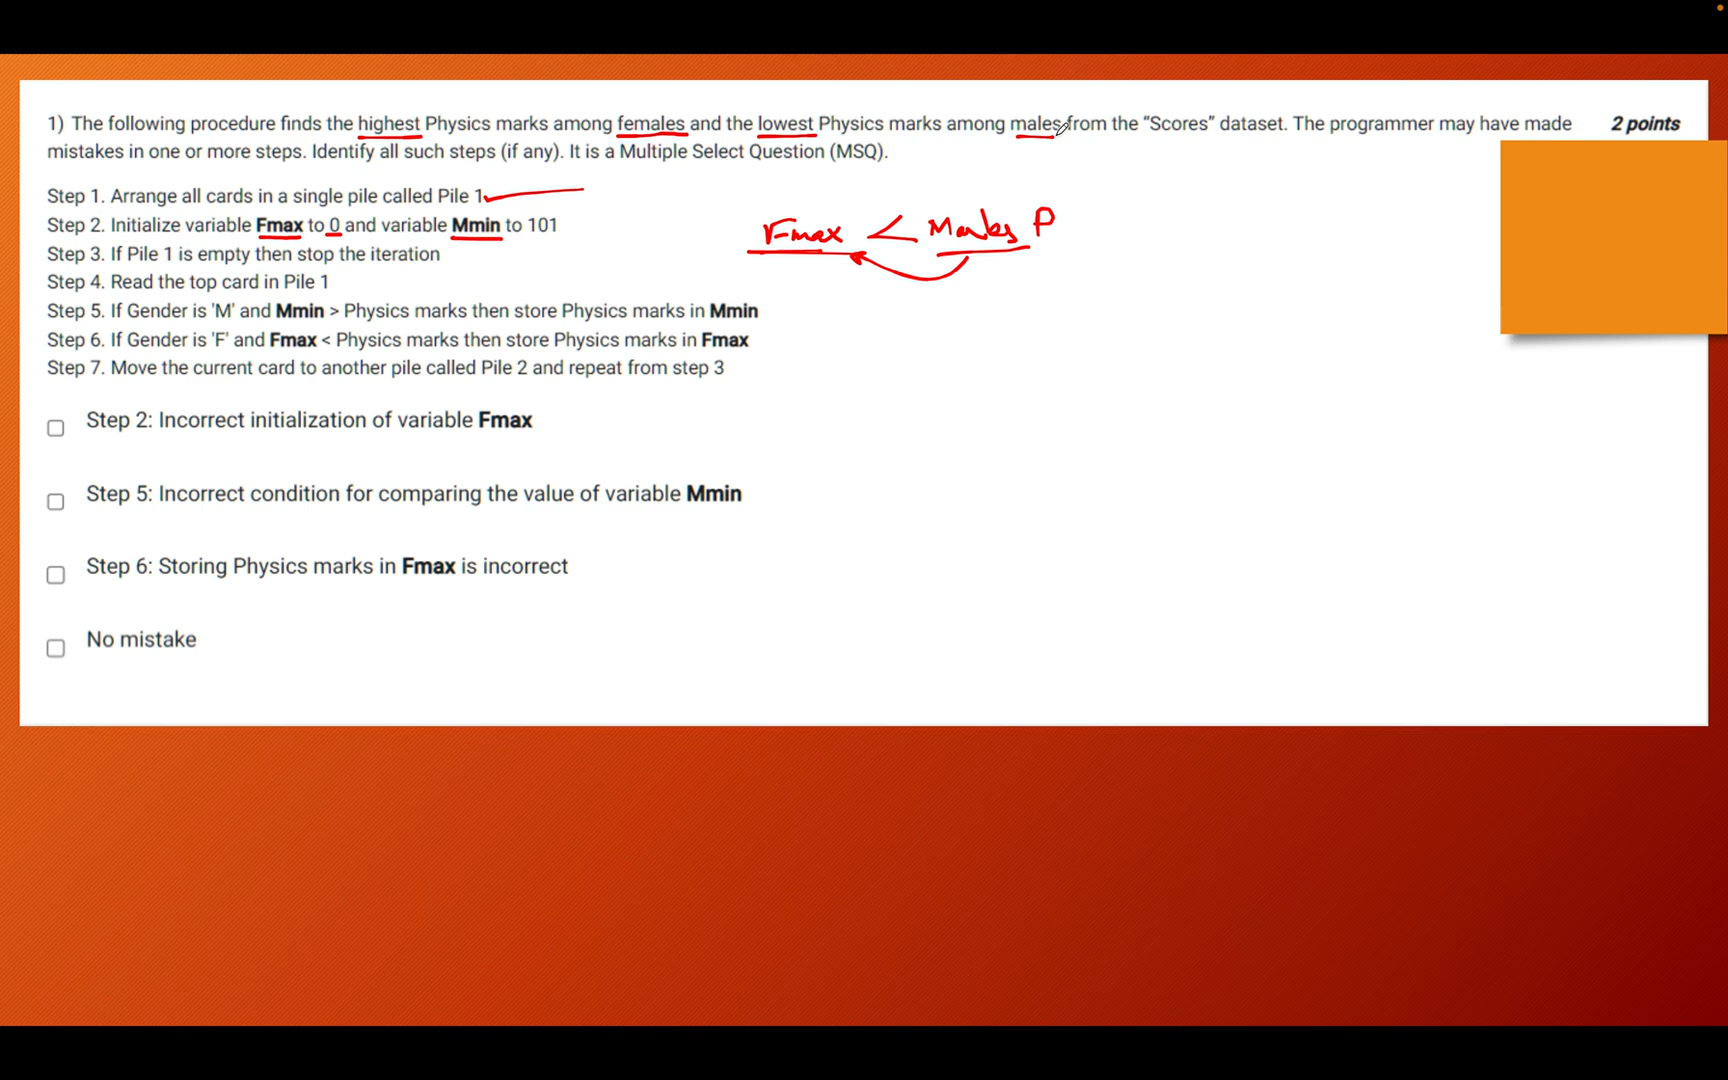 1) The following procedure finds the highest Physics marks among females and the lowest Physics marks among males from the “Scores” dataset. The programmer may have made 2 points
mistakes in one or more steps. Identify all such steps (if any). It is a Multiple Select Question (MSQ).
Step 1. Arrange all cards in a single pile called Pile 1
Step 2. Initialize variable Fmax to 0 and variable Mmin to 101
Fmax < Marks P
Step 3. If Pile 1 is empty then stop the iteration
Step 4. Read the top card in Pile 1
Step 5. If Gender is 'M' and Mmin > Physics marks then store Physics marks in Mmin
Step 6. If Gender is 'F' and Fmax < Physics marks then store Physics marks in Fmax
Step 7. Move the current card to another pile called Pile 2 and repeat from step 3
Step 2: Incorrect initialization of variable Fmax
Step 5: Incorrect condition for comparing the value of variable Mmin
Step 6: Storing Physics marks in Fmax is incorrect
No mistake